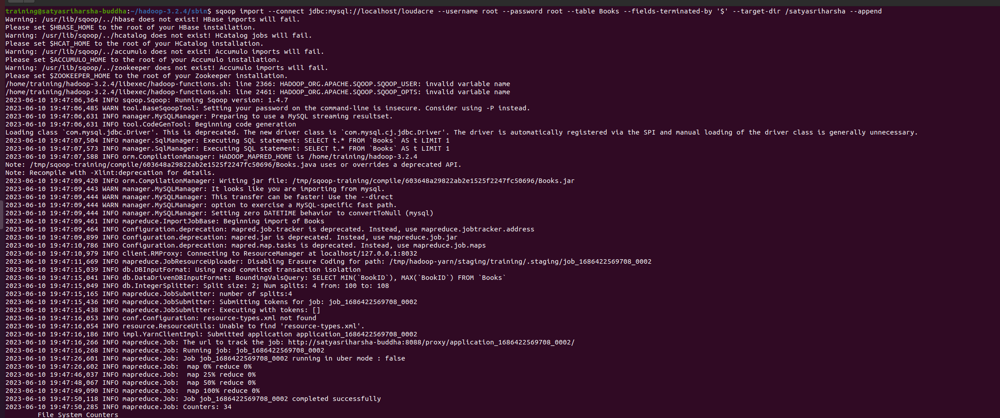 training@satyasriharsha-buddha:~/hadoop-3.2.4/sbin$ sqoop import --connect jdbc:mysql://localhost/loudacre --username root --password root --table Books --fields-terminated-by '$' --target-dir /satyasriharsha --append
Warning: /usr/lib/sqoop/../hbase does not exist! HBase imports will fail.
Please set $HBASE_HOME to the root of your HBase installation.
Warning: /usr/lib/sqoop/../hcatalog does not exist! HCatalog jobs will fail.
Please set $HCAT_HOME to the root of your HCatalog installation.
Warning: /usr/lib/sqoop/../accumulo does not exist! Accumulo imports will fail.
Please set $ACCUMULO_HOME to the root of your Accumulo installation.
Warning: /usr/lib/sqoop/../zookeeper does not exist! Accumulo imports will fail.
Please set $ZOOKEEPER_HOME to the root of your Zookeeper installation.
/home/training/hadoop-3.2.4/libexec/hadoop-functions.sh: line 2366: HADOOP_ORG.APACHE.SQOOP.SQOOP_USER: invalid variable name
/home/training/hadoop-3.2.4/libexec/hadoop-functions.sh: line 2461: HADOOP_ORG.APACHE.SQOOP.SQOOP_OPTS: invalid variable name
2023-06-10 19:47:06,364 INFO sqoop.Sqoop: Running Sqoop version: 1.4.7
2023-06-10 19:47:06,485 WARN tool.BaseSqoopTool: Setting your password on the command-line is insecure. Consider using -P instead.
2023-06-10 19:47:06,631 INFO manager.MySQLManager: Preparing to use a MySQL streaming resultset.
2023-06-10 19:47:06,631 INFO tool.CodeGenTool: Beginning code generation
Loading class `com.mysql.jdbc.Driver'. This is deprecated. The new driver class is `com.mysql.cj.jdbc.Driver'. The driver is automatically registered via the SPI and manual loading of the driver class is generally unnecessary.
2023-06-10 19:47:07,504 INFO manager.SqlManager: Executing SQL statement: SELECT t.* FROM `Books` AS t LIMIT 1
2023-06-10 19:47:07,573 INFO manager.SqlManager: Executing SQL statement: SELECT t.* FROM `Books` AS t LIMIT 1
2023-06-10 19:47:07,588 INFO orm.CompilationManager: HADOOP_MAPRED_HOME is /home/training/hadoop-3.2.4
Note: /tmp/sqoop-training/compile/603648a29822ab2e1525f2247fc50696/Books.java uses or overrides a deprecated API.
Note: Recompile with -Xlint:deprecation for details.
2023-06-10 19:47:09,420 INFO orm.CompilationManager: Writing jar file: /tmp/sqoop-training/compile/603648a29822ab2e1525f2247fc50696/Books.jar
2023-06-10 19:47:09,443 WARN manager.MySQLManager: It looks like you are importing from mysql.
2023-06-10 19:47:09,444 WARN manager.MySQLManager: This transfer can be faster! Use the --direct
2023-06-10 19:47:09,444 WARN manager.MySQLManager: option to exercise a MySQL-specific fast path.
2023-06-10 19:47:09,444 INFO manager.MySQLManager: Setting zero DATETIME behavior to convertToNull (mysql)
2023-06-10 19:47:09,461 INFO mapreduce.ImportJobBase: Beginning import of Books
2023-06-10 19:47:09,464 INFO Configuration.deprecation: mapred.job.tracker is deprecated. Instead, use mapreduce.jobtracker.address
2023-06-10 19:47:09,899 INFO Configuration.deprecation: mapred.jar is deprecated. Instead, use mapreduce.job.jar
2023-06-10 19:47:10,786 INFO Configuration.deprecation: mapred.map.tasks is deprecated. Instead, use mapreduce.job.maps
2023-06-10 19:47:10,979 INFO client.RMProxy: Connecting to ResourceManager at localhost/127.0.0.1:8032
2023-06-10 19:47:11,669 INFO mapreduce.JobResourceUploader: Disabling Erasure Coding for path: /tmp/hadoop-yarn/staging/training/.staging/job_1686422569708_0002
2023-06-10 19:47:15,039 INFO db.DBInputFormat: Using read commited transaction isolation
2023-06-10 19:47:15,041 INFO db.DataDrivenDBInputFormat: BoundingValsQuery: SELECT MIN(`BookID`), MAX(`BookID`) FROM `Books`
2023-06-10 19:47:15,049 INFO db.IntegerSplitter: Split size: 2; Num splits: 4 from: 100 to: 108
2023-06-10 19:47:15,165 INFO mapreduce.JobSubmitter: number of splits:4
2023-06-10 19:47:15,436 INFO mapreduce.JobSubmitter: Submitting tokens for job: job_1686422569708_0002
2023-06-10 19:47:15,438 INFO mapreduce.JobSubmitter: Executing with tokens: []
2023-06-10 19:47:16,053 INFO conf.Configuration: resource-types.xml not found
2023-06-10 19:47:16,054 INFO resource.ResourceUtils: Unable to find 'resource-types.xml'.
2023-06-10 19:47:16,186 INFO impl.YarnClientImpl: Submitted application application_1686422569708_0002
2023-06-10 19:47:16,266 INFO mapreduce.Job: The url to track the job: http://satyasriharsha-buddha:8088/proxy/application_1686422569708_0002/
2023-06-10 19:47:16,268 INFO mapreduce.Job: Running job: job_1686422569708_0002
2023-06-10 19:47:26,601 INFO mapreduce.Job: Job job_1686422569708_0002 running in uber mode : false
2023-06-10 19:47:26,602 INFO mapreduce.Job:  map 0% reduce 0%
2023-06-10 19:47:46,037 INFO mapreduce.Job:  map 25% reduce 0%
2023-06-10 19:47:48,067 INFO mapreduce.Job:  map 50% reduce 0%
2023-06-10 19:47:49,090 INFO mapreduce.Job:  map 100% reduce 0%
2023-06-10 19:47:50,118 INFO mapreduce.Job: Job job_1686422569708_0002 completed successfully
2023-06-10 19:47:50,285 INFO mapreduce.Job: Counters: 34
File System Counters